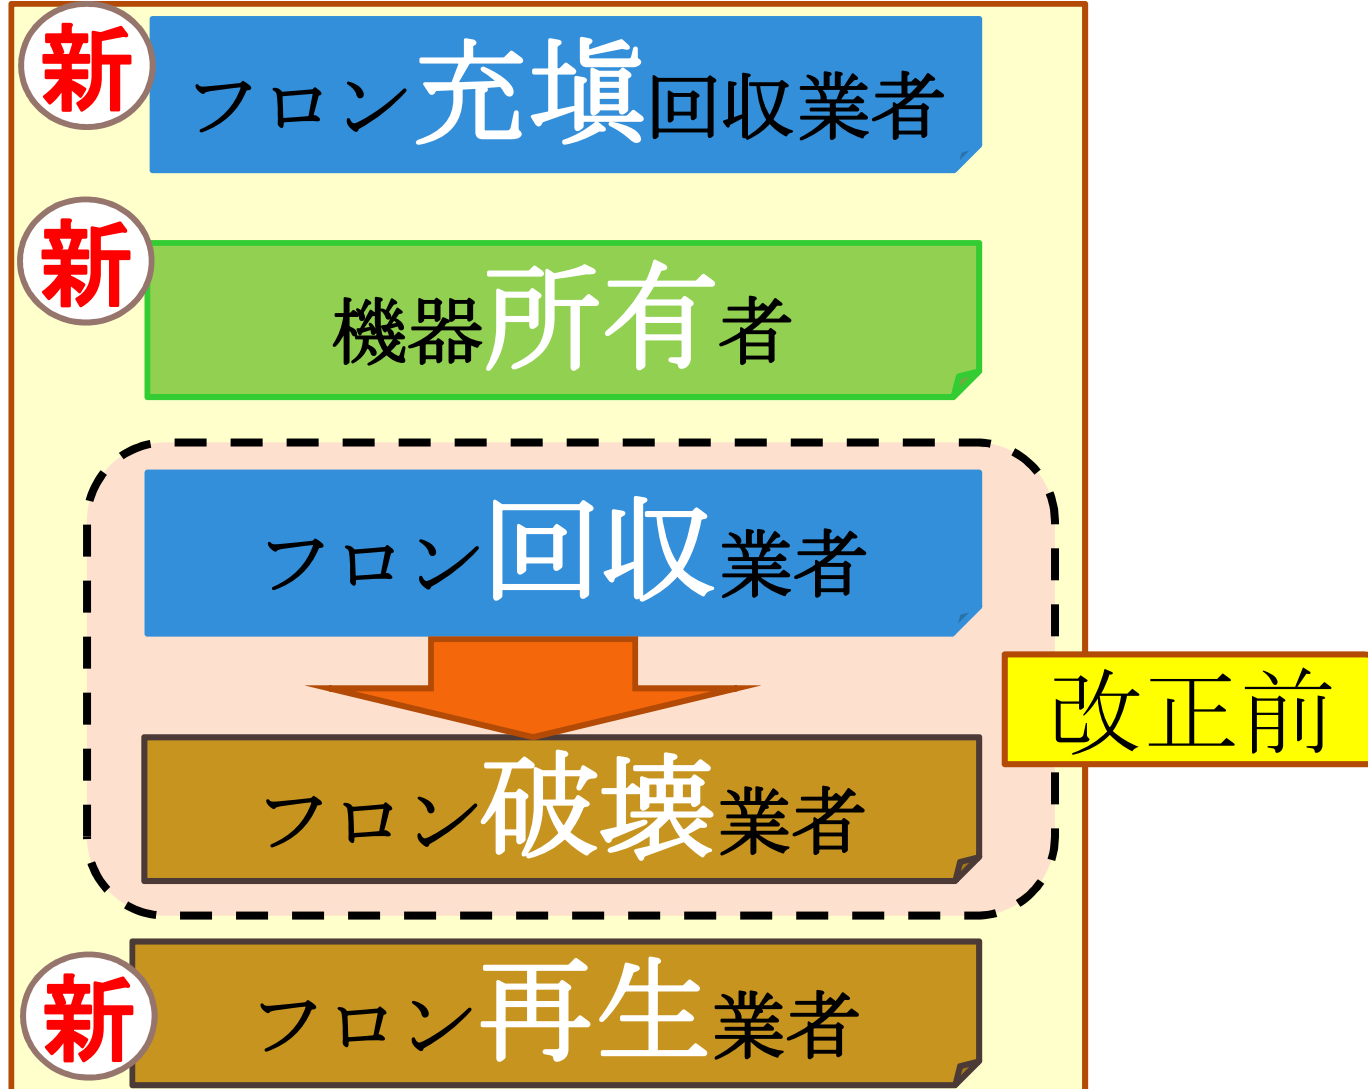 新
フロン充塡回収業者
新
機器所有者
フロン回収業者
改正前
フロン破壊業者
新
フロン再生業者